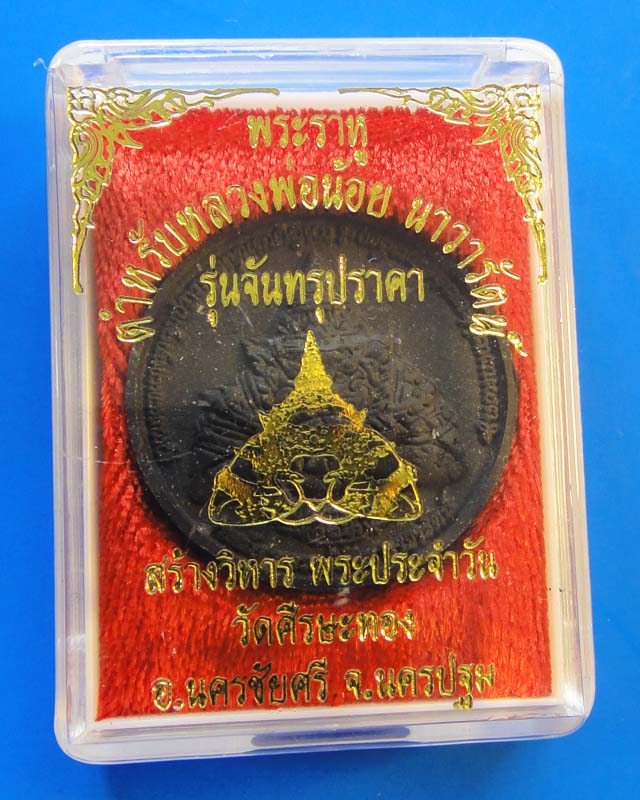 พระราหู
ตำหรับหลวงพ่อน้อย นาวารัตน์
รุ่นจันทรุปราคา
สร้างวิหาร พระประจำวัน
วัดศีรษะทอง
อ.นครชัยศรี จ.นครปฐม